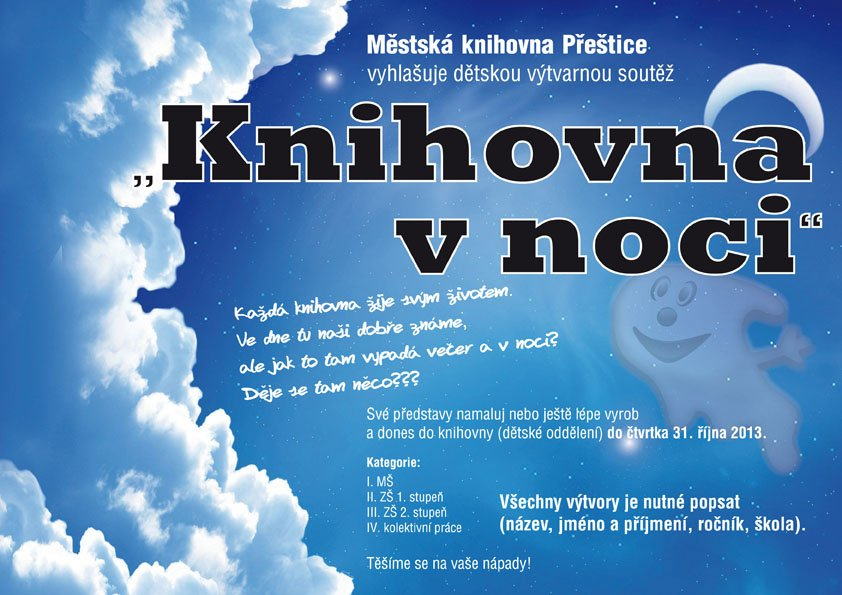 Městská knihovna Přeštice
vyhlašuje dětskou výtvarnou soutěž
„Knihovna
v noci“
Každá knihovna žije svým životem.
Ve dne tu naši dobře známe,
ale jak to tam vypadá večer a v noci?
Děje se tam něco???
Své představy namaluj nebo ještě lépe vyrob
a dones do knihovny (dětské oddělení) do čtvrtka 31. října 2013.
Kategorie:
I. MŠ
II. ZŠ 1. stupeň
III. ZŠ 2. stupeň
IV. kolektivní práce
Všechny výtvory je nutné popsat
(název, jméno a příjmení, ročník, škola).
Těšíme se na vaše nápady!